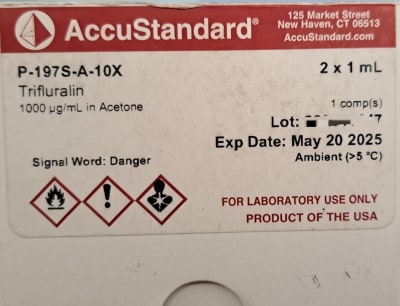 AccuStandard®
125 Market Street
New Haven, CT 06513
AccuStandard.com
P-197S-A-10X
2 x 1 mL
Trifluralin
1000 µg/mL in Acetone
1 comp(s)
Lot:
Exp Date: May 20 2025
Ambient (>5 °C)
Signal Word: Danger
FOR LABORATORY USE ONLY
PRODUCT OF THE USA